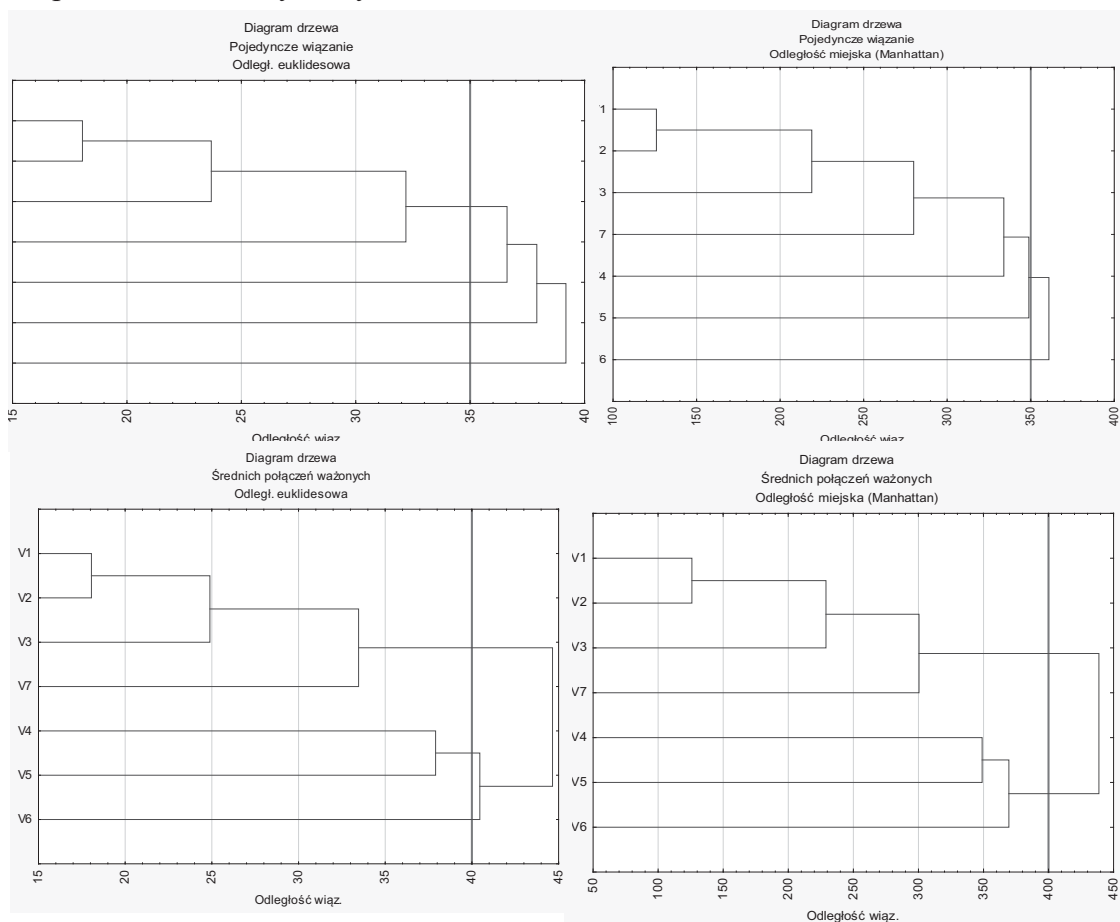 Diagram drzewa
Pojedyncze wiązanie
Odległ. euklidesowa
15 20 25 30 35 40
Odległość wiąz.
Diagram drzewa
Pojedyncze wiązanie
Odległość miejska (Manhattan)
1
2
3
7
4
5
6
100 150 200 250 300 350 400
Odległość wiąz.
Diagram drzewa
Średnich połączeń ważonych
Odległ. euklidesowa
V1
V2
V3
V7
V4
V5
V6
15 20 25 30 35 40 45
Odległość wiąz.
Diagram drzewa
Średnich połączeń ważonych
Odległość miejska (Manhattan)
V1
V2
V3
V7
V4
V5
V6
50 100 150 200 250 300 350 400 450
Odległość wiąz.